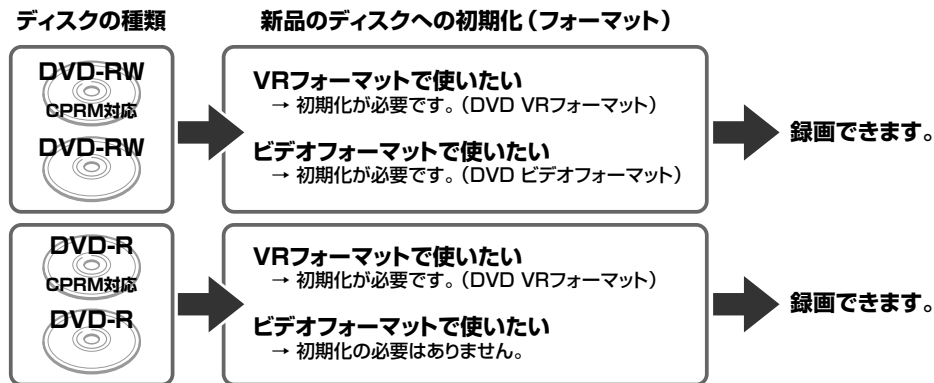 ディスクの種類
新品のディスクへの初期化（フォーマット）
DVD-RW
CPRM対応
DVD-RW
VRフォーマットで使いたい
→ 初期化が必要です。（DVD VRフォーマット）
ビデオフォーマットで使いたい
→ 初期化が必要です。（DVD ビデオフォーマット）
録画できます。
DVD-R
CPRM対応
DVD-R
VRフォーマットで使いたい
→ 初期化が必要です。（DVD VRフォーマット）
ビデオフォーマットで使いたい
→ 初期化の必要はありません。
録画できます。